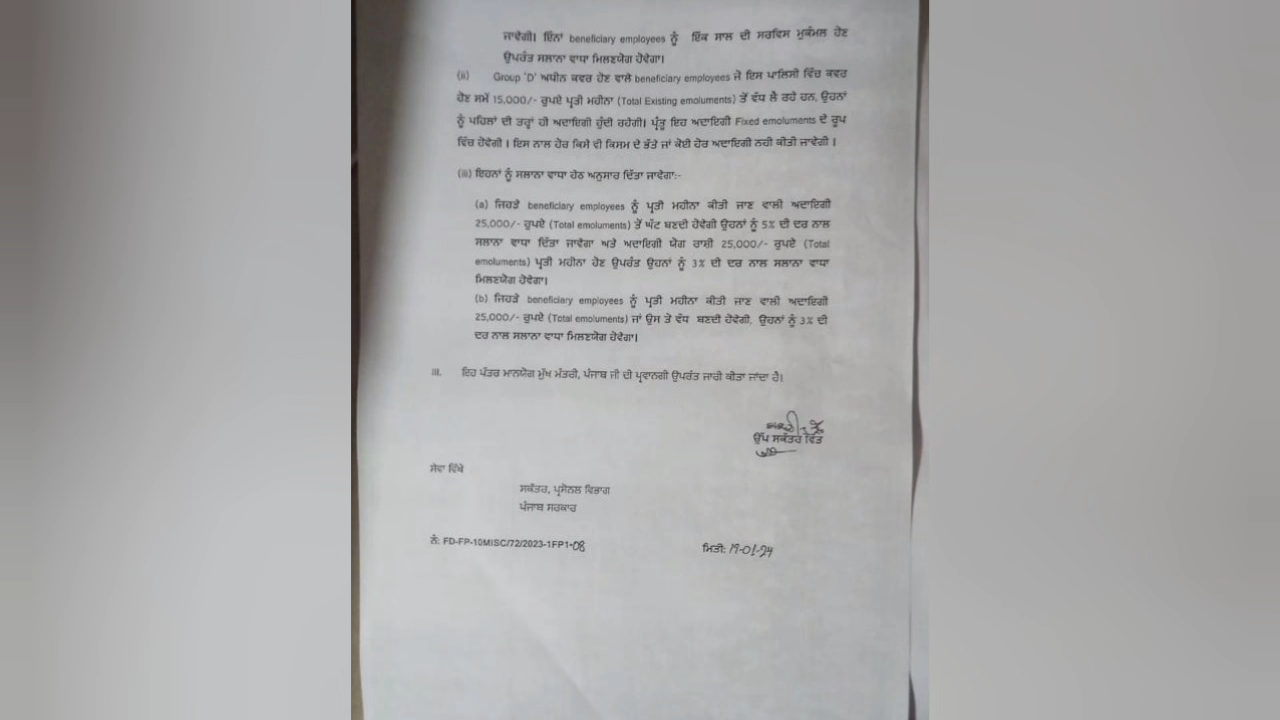 ਜਾਵੇਗੀ। ਇੰਨਾਂ beneficiary employees ਨੂੰ ਇੱਕ ਸਾਲ ਦੀ ਸਰਵਿਸ ਮੁਕੰਮਲ ਹੋਣ
ਉਪਰੰਤ ਸਲਾਨਾ ਵਾਧਾ ਮਿਲਣਯੋਗ ਹੋਵੇਗਾ।
(ii) Group 'D' ਅਧੀਨ ਕਵਰ ਹੋਣ ਵਾਲੇ beneficiary employees ਜੋ ਇਸ ਪਾਲਿਸੀ ਵਿੱਚ ਕਵਰ
ਹੋਣ ਸਮੇਂ 15,000/- ਰੁਪਏ ਪ੍ਰਤੀ ਮਹੀਨਾ (Total Existing emoluments) ਤੋਂ ਵੱਧ ਲੈ ਰਹੇ ਹਨ, ਉਹਨਾਂ
ਨੂੰ ਪਹਿਲਾਂ ਦੀ ਤਰ੍ਹਾਂ ਹੀ ਅਦਾਇਗੀ ਹੁੰਦੀ ਰਹੇਗੀ। ਪ੍ਰੰਤੂ ਇਹ ਅਦਾਇਗੀ Fixed emoluments ਦੇ ਰੂਪ
ਵਿੱਚ ਹੋਵੇਗੀ । ਇਸ ਨਾਲ ਹੋਰ ਕਿਸੇ ਵੀ ਕਿਸਮ ਦੇ ਭੱਤੇ ਜਾਂ ਕੋਈ ਹੋਰ ਅਦਾਇਗੀ ਨਹੀ ਕੀਤੀ ਜਾਵੇਗੀ ।
(iii) ਇਹਨਾਂ ਨੂੰ ਸਲਾਨਾ ਵਾਧਾ ਹੇਠ ਅਨੁਸਾਰ ਦਿੱਤਾ ਜਾਵੇਗਾ:-
(a) ਜਿਹੜੇ beneficiary employees ਨੂੰ ਪ੍ਰਤੀ ਮਹੀਨਾ ਕੀਤੀ ਜਾਣ ਵਾਲੀ ਅਦਾਇਗੀ
25,000/- ਰੁਪਏ (Total emoluments) ਤੋਂ ਘੱਟ ਬਣਦੀ ਹੋਵੇਗੀ ਉਹਨਾਂ ਨੂੰ 5% ਦੀ ਦਰ ਨਾਲ
ਸਲਾਨਾ ਵਾਧਾ ਦਿੱਤਾ ਜਾਵੇਗਾ ਅਤੇ ਅਦਾਇਗੀ ਯੋਗ ਰਾਸ਼ੀ 25,000/- ਰੁਪਏ (Total
emoluments) ਪ੍ਰਤੀ ਮਹੀਨਾ ਹੋਣ ਉਪਰੰਤ ਉਹਨਾਂ ਨੂੰ 3% ਦੀ ਦਰ ਨਾਲ ਸਲਾਨਾ ਵਾਧਾ
ਮਿਲਣਯੋਗ ਹੋਵੇਗਾ।
(b) ਜਿਹੜੇ beneficiary employees ਨੂੰ ਪ੍ਰਤੀ ਮਹੀਨਾ ਕੀਤੀ ਜਾਣ ਵਾਲੀ ਅਦਾਇਗੀ
25,000/- ਰੁਪਏ (Total emoluments) ਜਾਂ ਉਸ ਤੇ ਵੱਧ ਬਣਦੀ ਹੋਵੇਗੀ, ਉਹਨਾਂ ਨੂੰ 3% ਦੀ
ਦਰ ਨਾਲ ਸਲਾਨਾ ਵਾਧਾ ਮਿਲਣਯੋਗ ਹੋਵੇਗਾ।
III. ਇਹ ਪੱਤਰ ਮਾਨਯੋਗ ਮੁੱਖ ਮੰਤਰੀ, ਪੰਜਾਬ ਜੀ ਦੀ ਪ੍ਰਵਾਨਗੀ ਉਪਰੰਤ ਜਾਰੀ ਕੀਤਾ ਜਾਂਦਾ ਹੈ।
ਉੱਪ ਸਕੱਤਰ ਵਿੱਤ
ਸੇਵਾ ਵਿੱਖੇ
ਸਕੱਤਰ, ਪ੍ਰਸੋਨਲ ਵਿਭਾਗ
ਪੰਜਾਬ ਸਰਕਾਰ
ਨੰ: FD-FP-10MISC/72/2023-1FP1-08 ਮਿਤੀ: 19-01-24